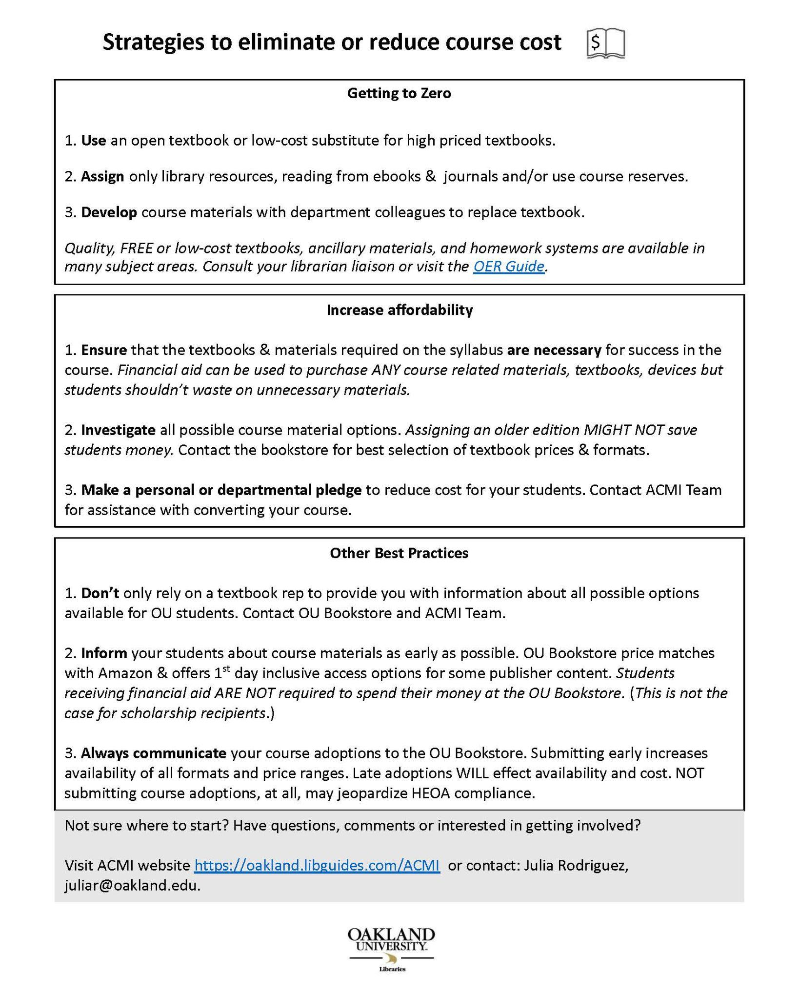 Strategies to eliminate or reduce course cost
$
Getting to Zero
1. Use an open textbook or low-cost substitute for high priced textbooks.
2. Assign only library resources, reading from ebooks &  journals and/or use course reserves.
3. Develop course materials with department colleagues to replace textbook.
Quality, FREE or low-cost textbooks, ancillary materials, and homework systems are available in
many subject areas. Consult your librarian liaison or visit the OER Guide.
Increase affordability
1. Ensure that the textbooks & materials required on the syllabus are necessary for success in the
course. Financial aid can be used to purchase ANY course related materials, textbooks, devices but
students shouldn’t waste on unnecessary materials.
2. Investigate all possible course material options. Assigning an older edition MIGHT NOT save
students money. Contact the bookstore for best selection of textbook prices & formats.
3. Make a personal or departmental pledge to reduce cost for your students. Contact ACMI Team
for assistance with converting your course.
Other Best Practices
1. Don’t only rely on a textbook rep to provide you with information about all possible options
available for OU students. Contact OU Bookstore and ACMI Team.
2. Inform your students about course materials as early as possible. OU Bookstore price matches
with Amazon & offers 1st day inclusive access options for some publisher content. Students
receiving financial aid ARE NOT required to spend their money at the OU Bookstore. (This is not the
case for scholarship recipients.)
3. Always communicate your course adoptions to the OU Bookstore. Submitting early increases
availability of all formats and price ranges. Late adoptions WILL effect availability and cost. NOT
submitting course adoptions, at all, may jeopardize HEOA compliance.
Not sure where to start? Have questions, comments or interested in getting involved?
Visit ACMI website https://oakland.libguides.com/ACMI  or contact: Julia Rodriguez,
juliar@oakland.edu.
OAKLAND
UNIVERSITY™
Libraries